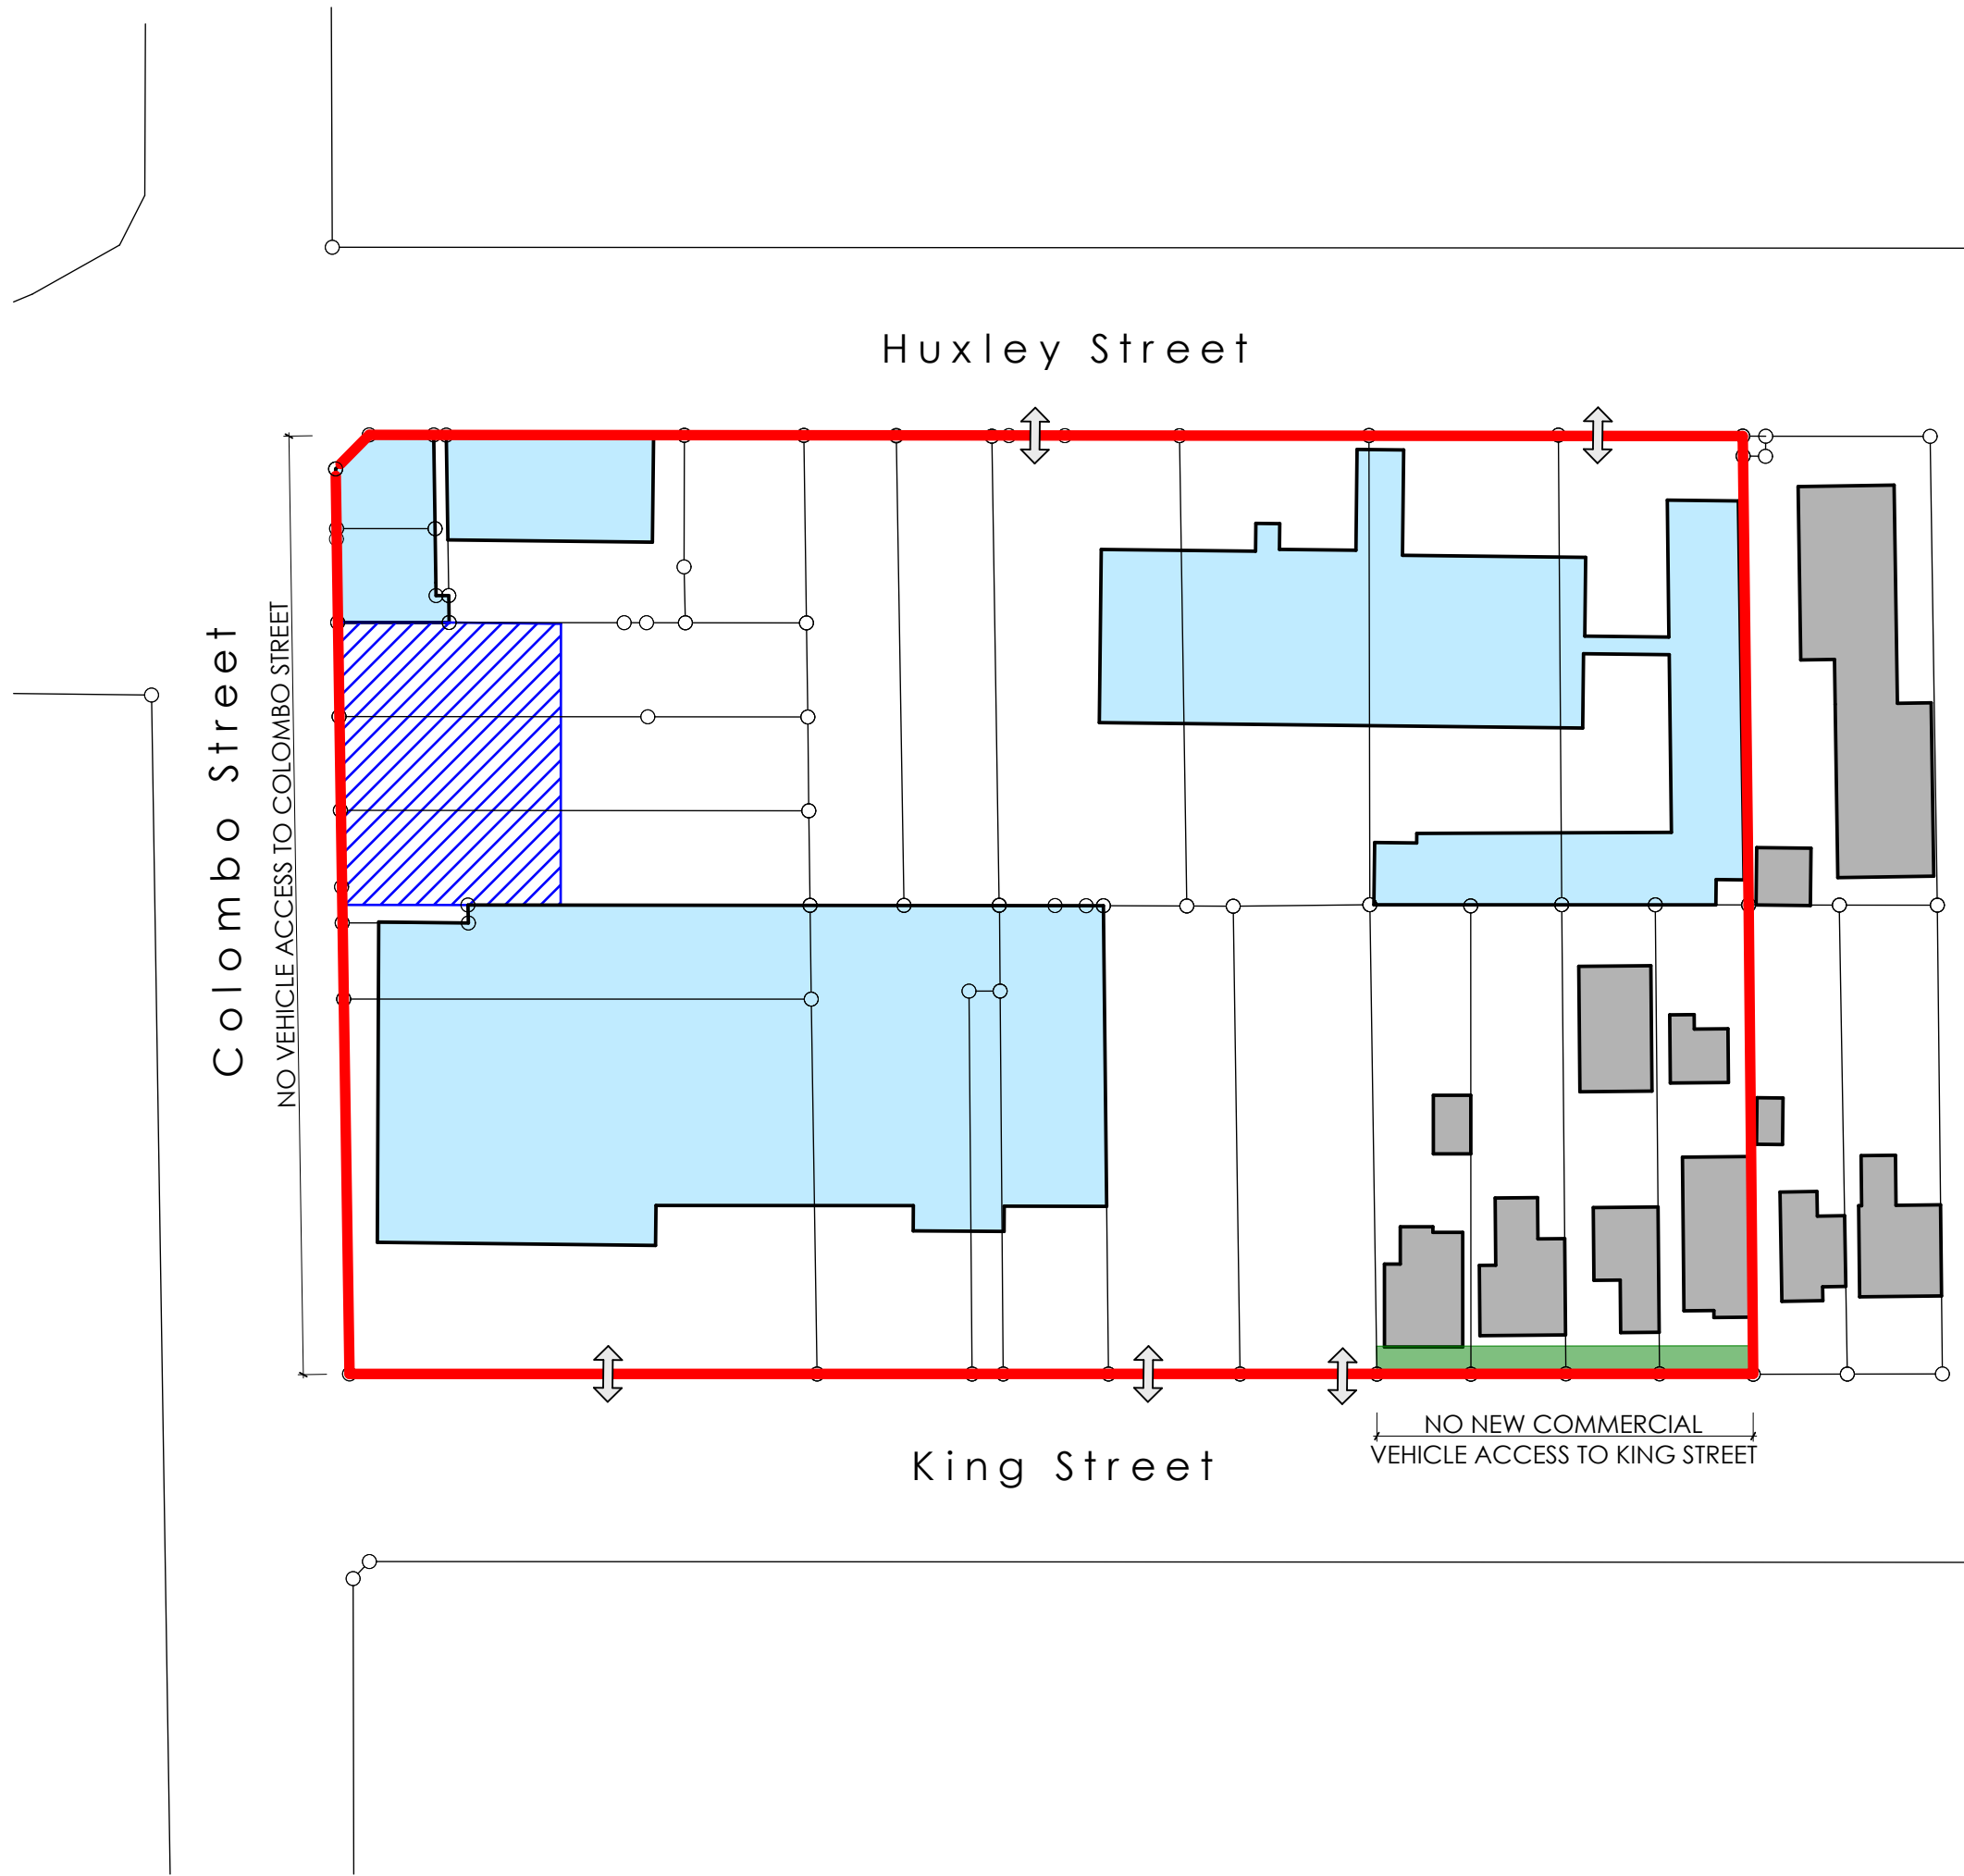 Huxley Street
Colombo Street
NO VEHICLE ACCESS TO COLOMBO STREET
NO NEW COMMERCIAL
VEHICLE ACCESS TO KING STREET
King Street